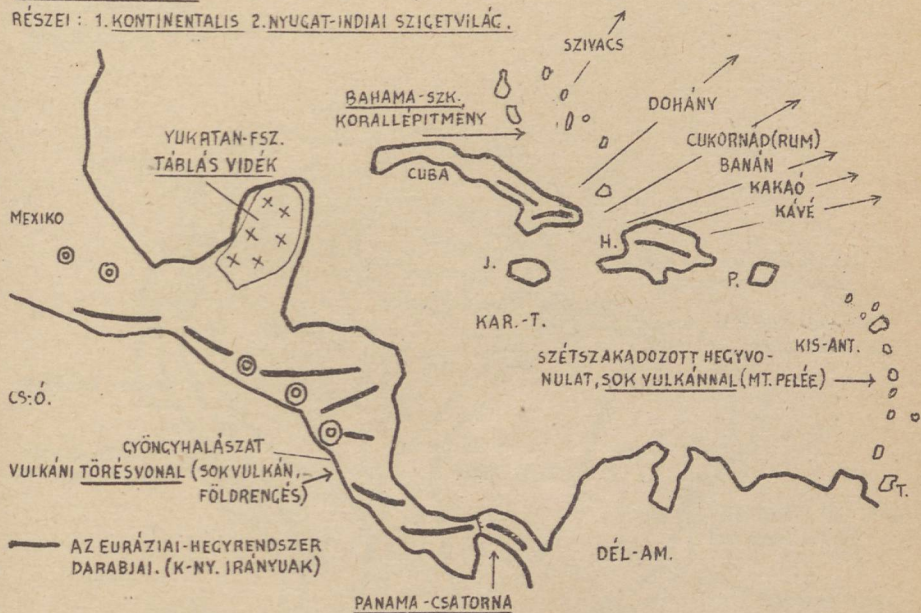 RÉSZEI: 1. KONTINENTALIS 2. NYUGAT-INDIAI SZIGETVILÁG.
SZIVACS
BAHAMA-SZK.
KORALLÉPITMÉNY
DOHÁNY
YUKATAN-FSZ.
TÁBLÁS VIDÉK
CUKORNÁD(RUM)
BANÁN
KAKAÓ
KÁVÉ
CUBA
MEXIKO
H.
J.
P.
KAR.-T.
KIS-ANT.
SZÉTSZAKADOZOTT HEGYVO-
NULAT, SOK VULKÁNNAL (MT. PELÉE)
CS.-Ó.
GYÖNGYHALÁSZAT
VULKÁNI TÖRÉSVONAL (SOK VULKÁN,
FÖLDRENGÉS)
T.
AZ EURÁZIAI-HEGYRENDSZER
DARABJAI. (K-NY. IRÁNYUAK)
DÉL-AM.
PANAMA-CSATORNA